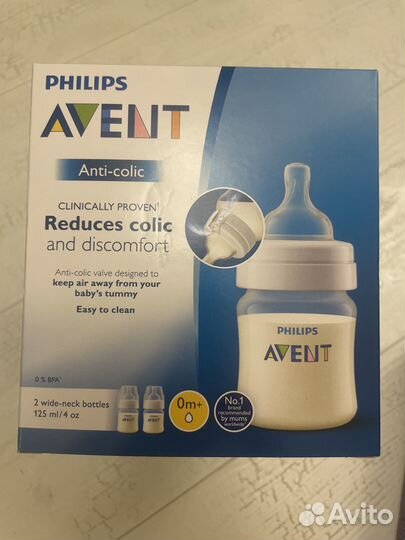 PHILIPS
AVENT
Anti-colic
CLINICALLY PROVEN¹
Reduces colic
and discomfort
Anti-colic valve designed to
keep air away from your
baby's tummy
Easy to clean
0 % BPA²
2 wide-neck bottles
125 ml/4 oz
0m+
No.1
brand
recommended
by mums
worldwide³
PHILIPS
AVENT
Avito